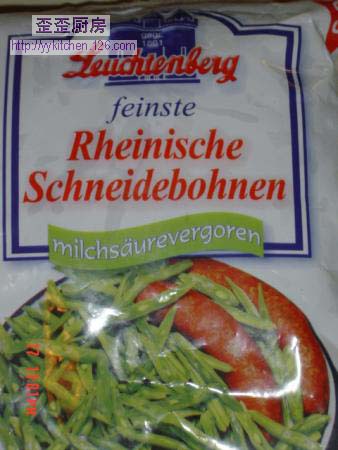 歪歪厨房
http://yykitchen.126.com/
Leuchtenberg
feinste
Rheinische
Schneidebohnen
milchsäurevergoren